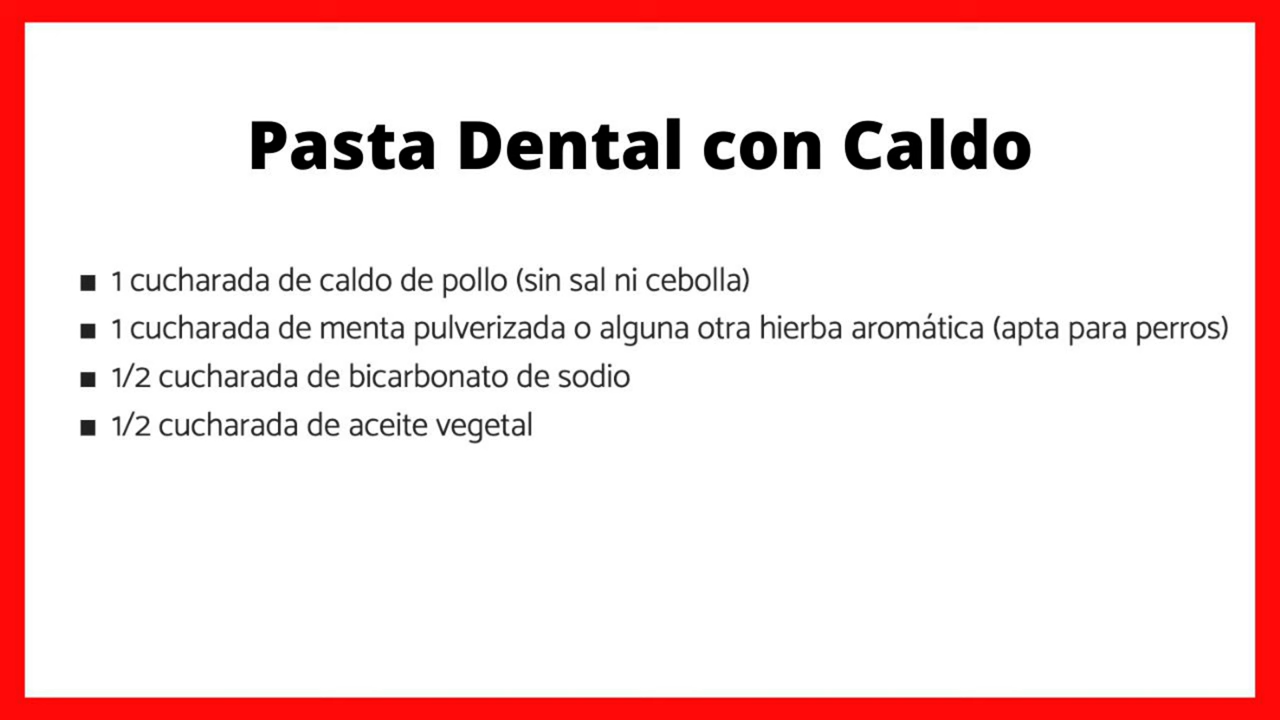 Pasta Dental con Caldo
■ 1 cucharada de caldo de pollo (sin sal ni cebolla)
■ 1 cucharada de menta pulverizada o alguna otra hierba aromática (apta para perros)
■ 1/2 cucharada de bicarbonato de sodio
■ 1/2 cucharada de aceite vegetal